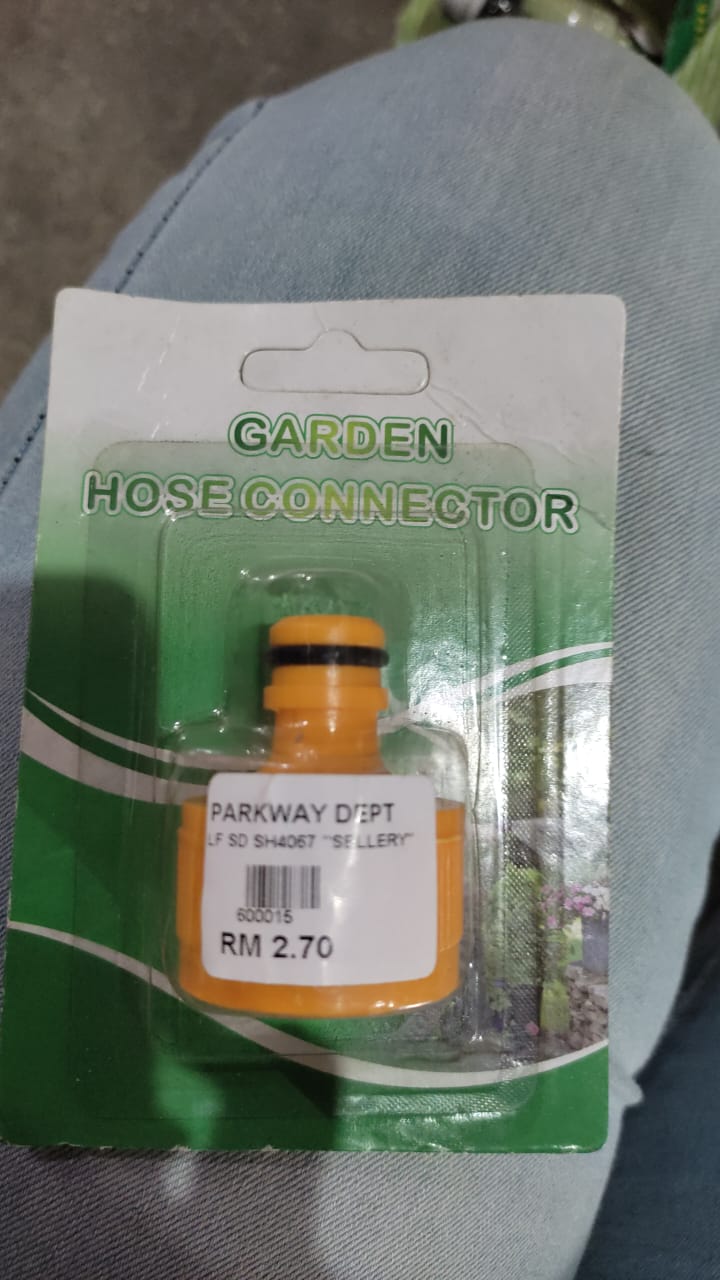 GARDEN
HOSE CONNECTOR
PARKWAY DEPT
LF SD SH4067 "SELLERY"
600015
RM 2.70